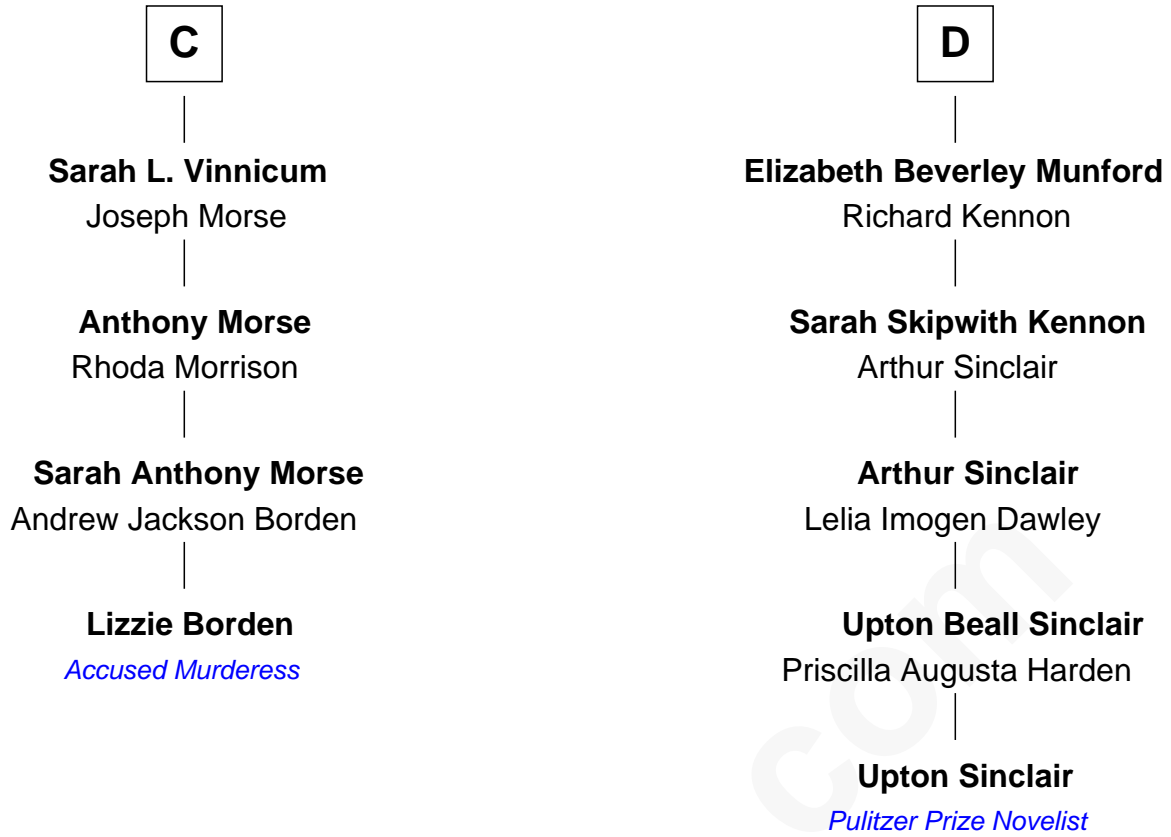 C
Sarah L. Vinnicum
Joseph Morse
Anthony Morse
Rhoda Morrison
Sarah Anthony Morse
Andrew Jackson Borden
Lizzie Borden
Accused Murderess
D
Elizabeth Beverley Munford
Richard Kennon
Sarah Skipwith Kennon
Arthur Sinclair
Arthur Sinclair
Lelia Imogen Dawley
Upton Beall Sinclair
Priscilla Augusta Harden
Upton Sinclair
Pulitzer Prize Novelist
com